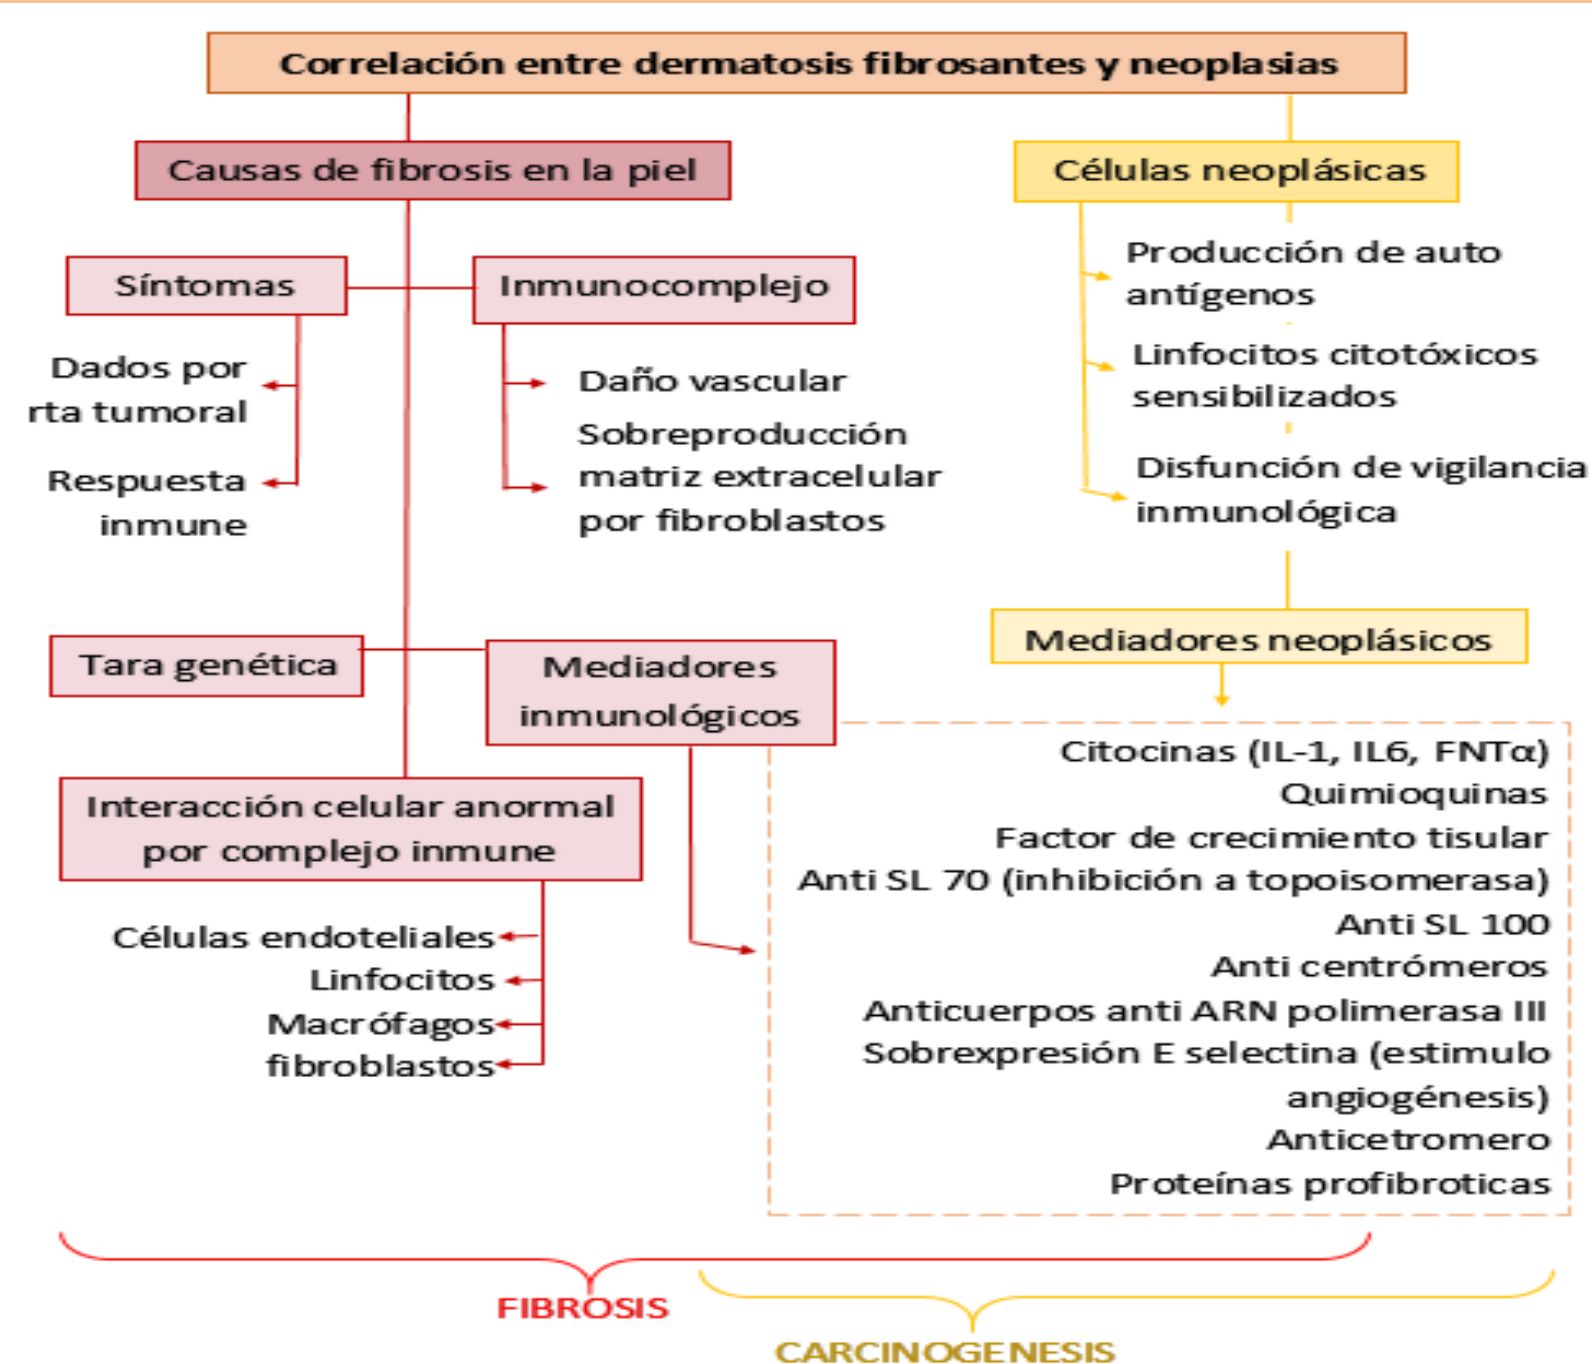 Correlación entre dermatosis fibrosantes y neoplasias
Causas de fibrosis en la piel
Síntomas
Dados por
rta tumoral
Respuesta
inmune
Inmunocomplejo
Daño vascular
Sobreproducción
matriz extracelular
por fibroblastos
Tara genética
Mediadores
inmunológicos
Interacción celular anormal
por complejo inmune
Células endoteliales
Linfocitos
Macrófagos
fibroblastos
Células neoplásicas
Producción de auto
antígenos
Linfocitos citotóxicos
sensibilizados
Disfunción de vigilancia
inmunológica
Mediadores neoplásicos
Citocinas (IL-1, IL6, FNTα)
Quimioquinas
Factor de crecimiento tisular
Anti SL 70 (inhibición a topoisomerasa)
Anti SL 100
Anti centrómeros
Anticuerpos anti ARN polimerasa III
Sobrexpresión E selectina (estimulo
angiogénesis)
Anticetromero
Proteínas profibroticas
FIBROSIS
CARCINOGENESIS